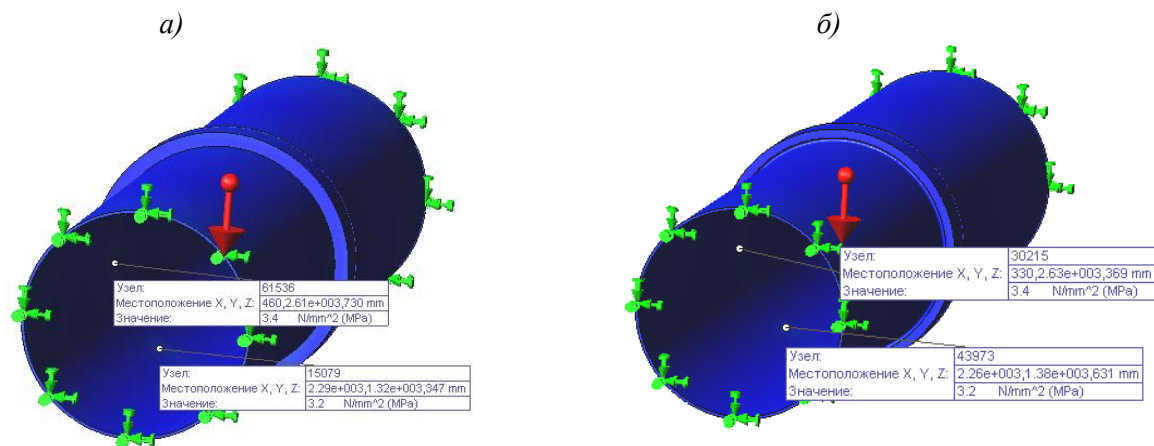 а) б)
Узел: 61536
Местоположение X, Y, Z: 460,2.61e+003,730 mm
Значение: 3.4 N/mm^2 (MPa)
Узел: 15079
Местоположение X, Y, Z: 2.29e+003,1.32e+003,347 mm
Значение: 3.2 N/mm^2 (MPa)
Узел: 30215
Местоположение X, Y, Z: 330,2.63e+003,369 mm
Значение: 3.4 N/mm^2 (MPa)
Узел: 43973
Местоположение X, Y, Z: 2.26e+003,1.38e+003,631 mm
Значение: 3.2 N/mm^2 (MPa)